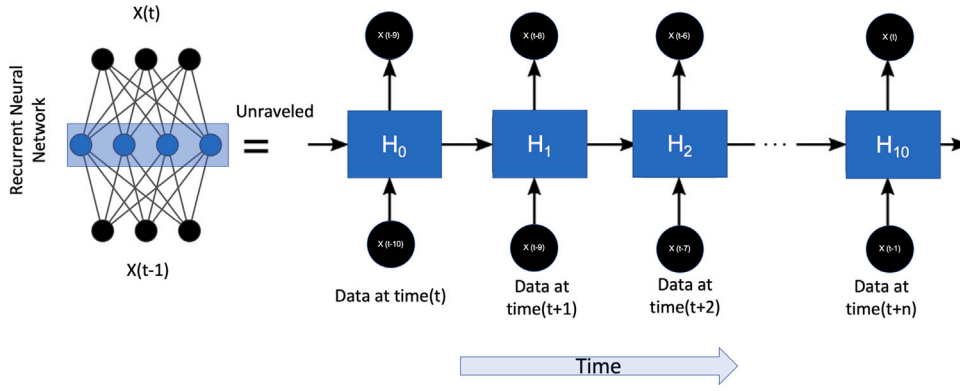 X(t)
Recurrent Neural
Network
X(t-1)
Unraveled
=
X (t-9)
X (t-8)
X (t-6)
X (t)
H0
H1
H2
...
H10
X (t-10)
X (t-9)
X (t-7)
X (t-1)
Data at time(t)
Data at
time(t+1)
Data at
time(t+2)
Data at
time(t+n)
Time